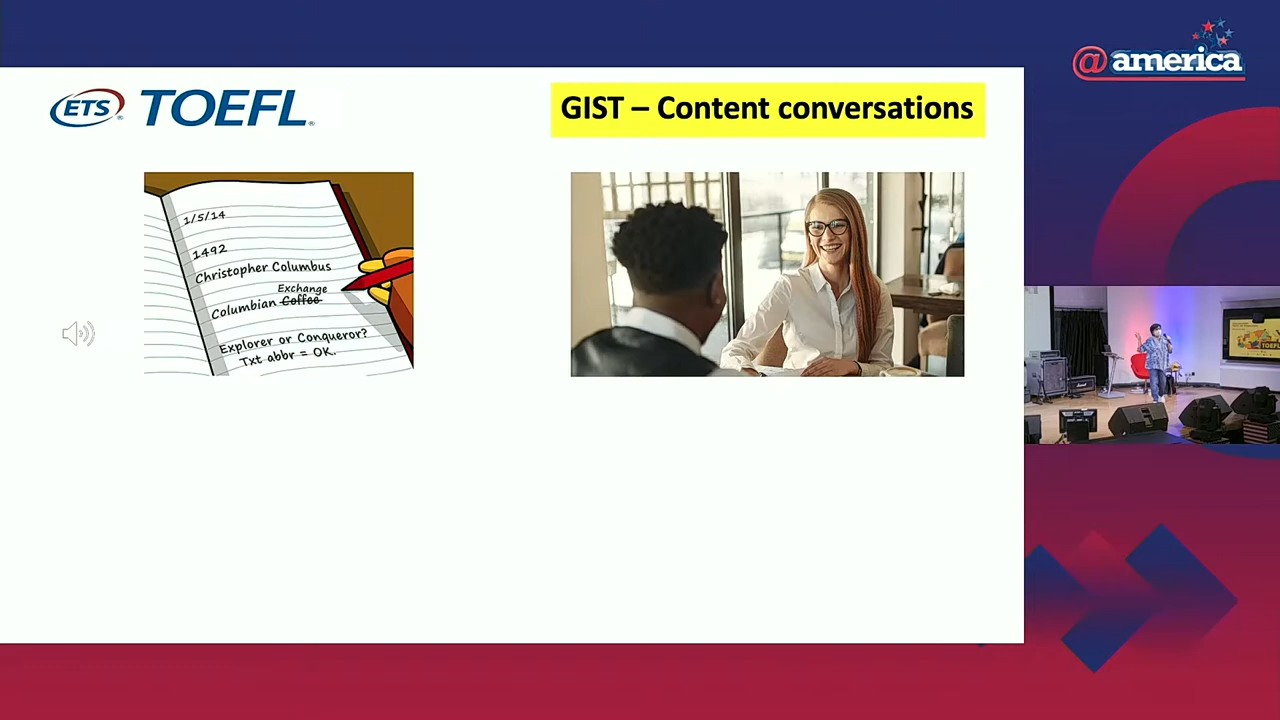 @america
ETS TOEFL
GIST – Content conversations
1/5/14
1492
Christopher Columbus
Exchange
Columbian Coffee
Explorer or Conqueror?
Txt abbr = OK.
TOEFL